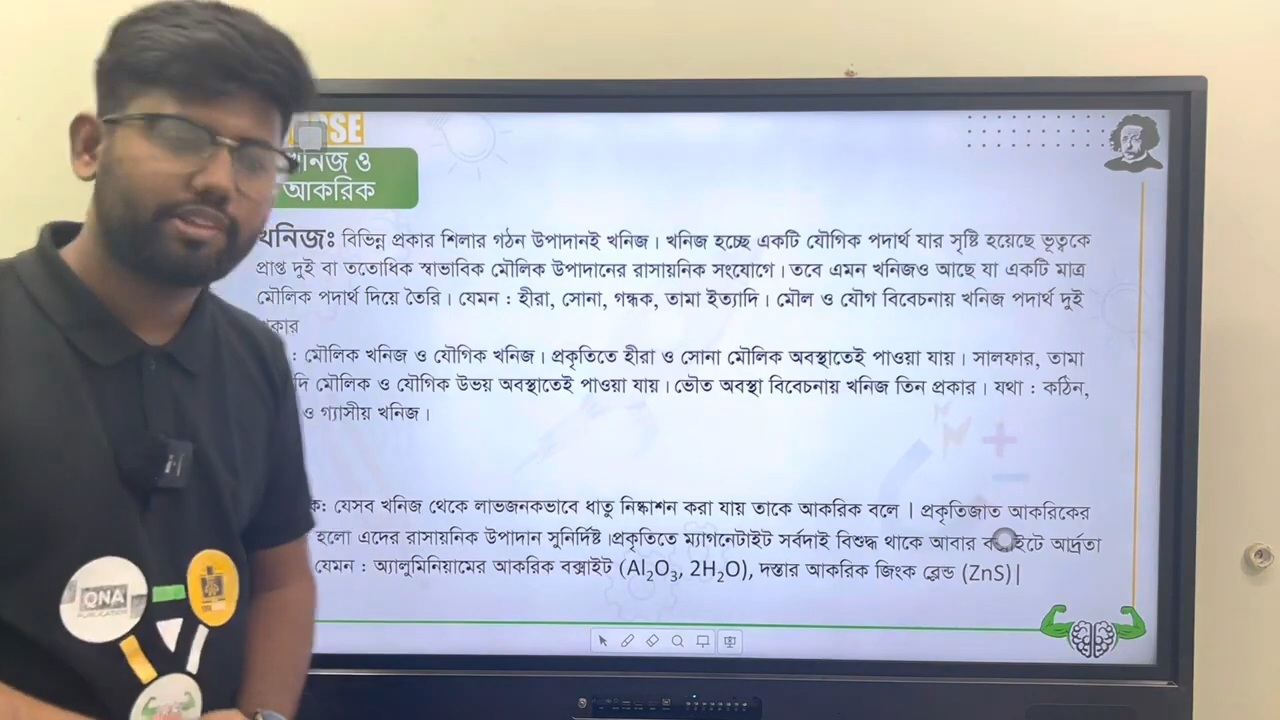 খনিজ ও
আকরিক
খনিজঃ বিভিন্ন প্রকার শিলার গঠন উপাদানই খনিজ। খনিজ হচ্ছে একটি যৌগিক পদার্থ যার সৃষ্টি হয়েছে ভূত্বকে
প্রাপ্ত দুই বা ততোধিক স্বাভাবিক মৌলিক উপাদানের রাসায়নিক সংযোগে। তবে এমন খনিজও আছে যা একটি মাত্র
মৌলিক পদার্থ দিয়ে তৈরি। যেমন : হীরা, সোনা, গন্ধক, তামা ইত্যাদি। মৌল ও যৌগ বিবেচনায় খনিজ পদার্থ দুই
: মৌলিক খনিজ ও যৌগিক খনিজ। প্রকৃতিতে হীরা ও সোনা মৌলিক অবস্থাতেই পাওয়া যায়। সালফার, তামা
মৌলিক ও যৌগিক উভয় অবস্থাতেই পাওয়া যায়। ভৌত অবস্থা বিবেচনায় খনিজ তিন প্রকার। যথা : কঠিন,
ও গ্যাসীয় খনিজ।
যেসব খনিজ থেকে লাভজনকভাবে ধাতু নিষ্কাশন করা যায় তাকে আকরিক বলে । প্রকৃতিজাত আকরিকের
হলো এদের রাসায়নিক উপাদান সুনির্দিষ্ট।প্রকৃতিতে ম্যাগনেটাইট সর্বদাই বিশুদ্ধ থাকে আবার আর্দ্রতা
যেমন : অ্যালুমিনিয়ামের আকরিক বক্সাইট (Al₂O₃, 2H₂O), দস্তার আকরিক জিংক ব্লেন্ড (ZnS)|
QNA
PUBLICATION